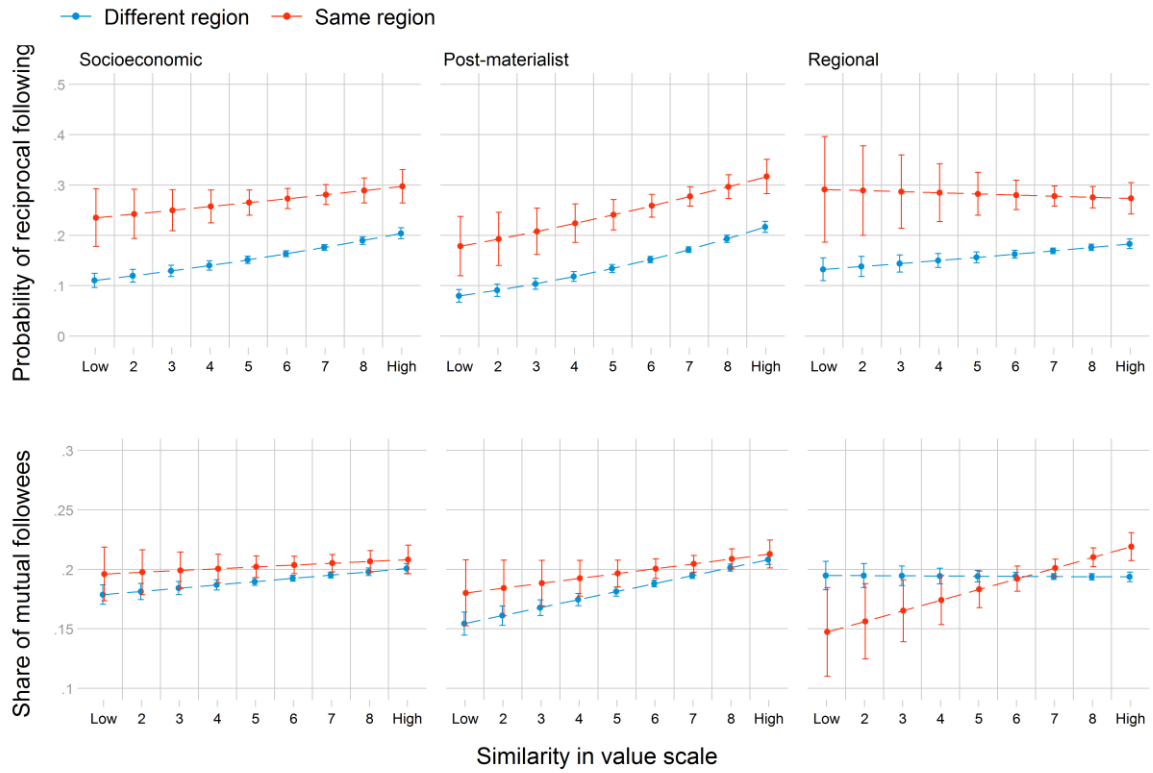 Different region Same region
Socioeconomic Post-materialist Regional
Probability of reciprocal following
.5
.4
.3
.2
.1
0
Low 2 3 4 5 6 7 8 High Low 2 3 4 5 6 7 8 High Low 2 3 4 5 6 7 8 High
Share of mutual followees
.3
.25
.2
.15
.1
Low 2 3 4 5 6 7 8 High Low 2 3 4 5 6 7 8 High Low 2 3 4 5 6 7 8 High
Similarity in value scale